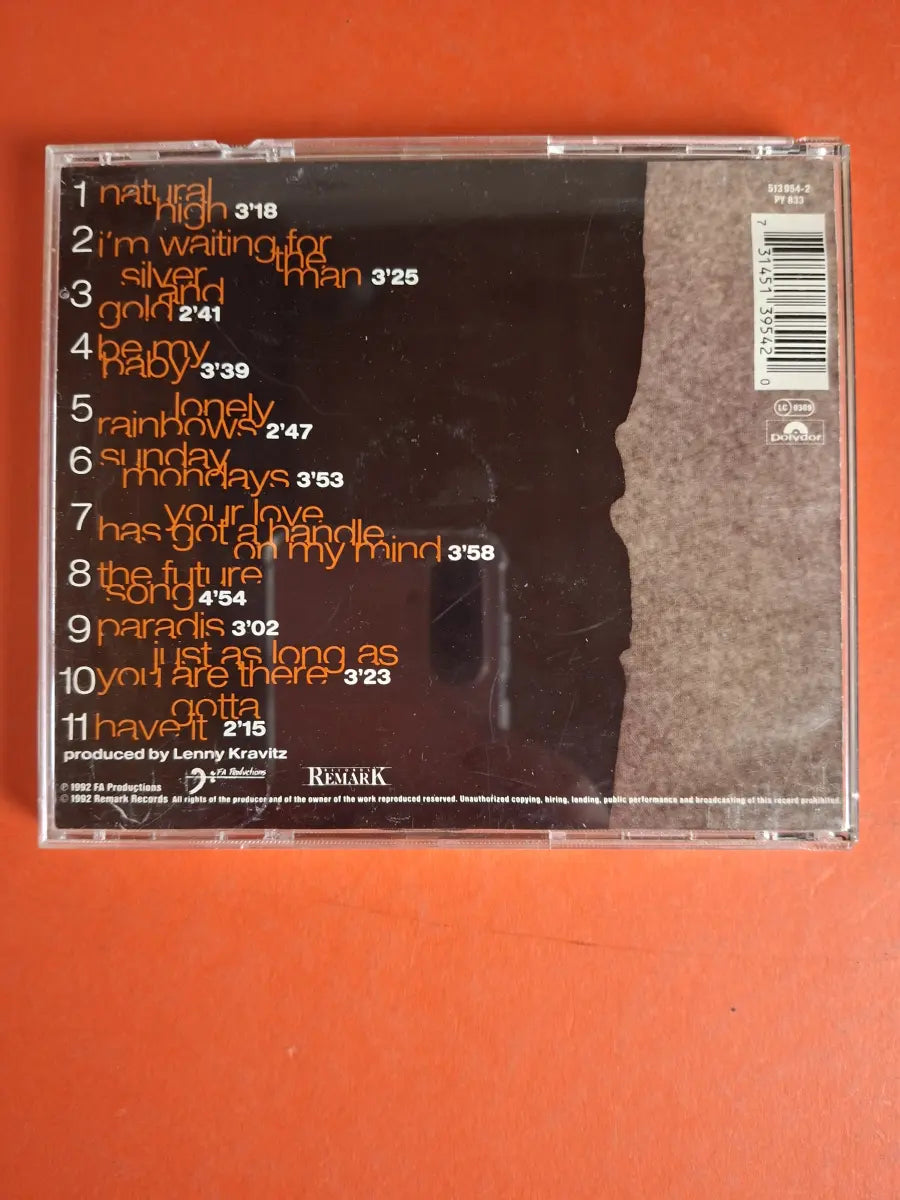 1 natural
high 3'18
2 i'm waiting for
the
man 3'25
silver
3 and
gold 2'41
4 be my
baby 3'39
5 lonely
rainbows 2'47
6 sunday
mondays 3'53
7 your love
has got a handle
on my mind 3'58
8 the future
song 4'54
9 paradis 3'02
just as long as
10 you are there 3'23
gotta
11 have it 2'15
produced by Lenny Kravitz
FA Productions
RECORDS
REMARK
℗ 1992 FA Productions
© 1992 Remark Records All rights of the producer and of the owner of the work reproduced reserved. Unauthorized copying, hiring, lending, public performance and broadcasting of this record prohibited.
513 954-2
PY 833
7 31451 39542 0
LC 0309
polydor